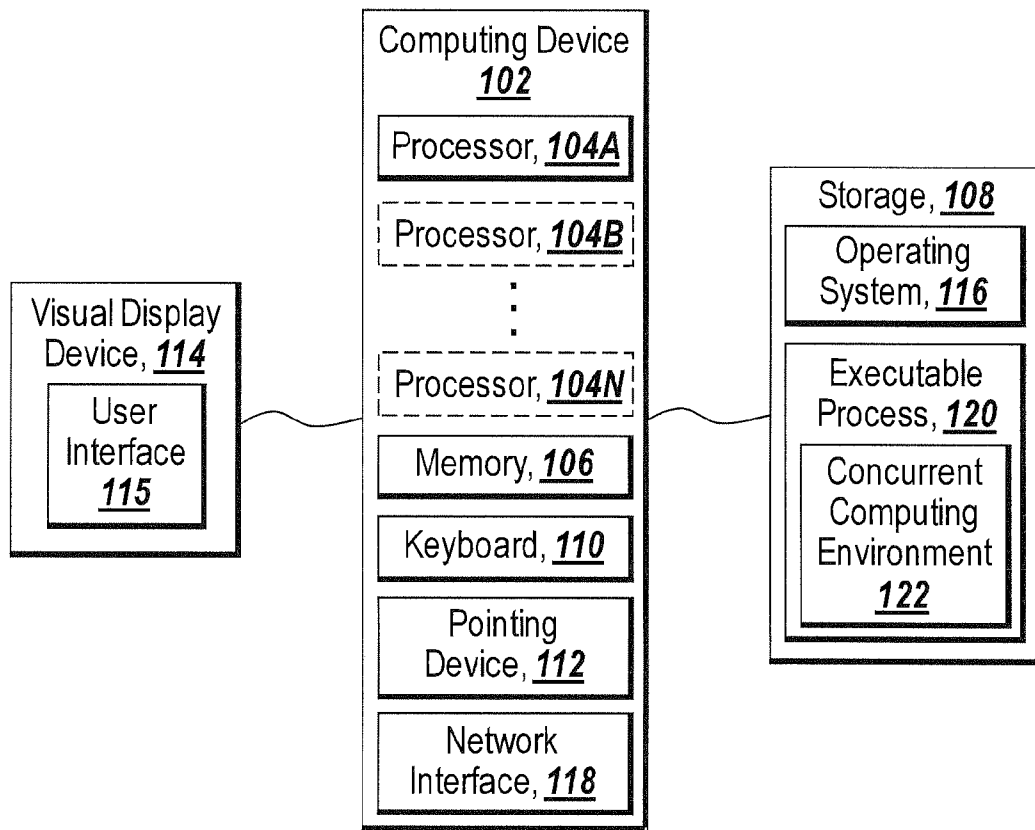 Computing Device
102
Processor, 104A
Processor, 104B
Processor, 104N
Memory, 106
Keyboard, 110
Pointing
Device, 112
Network
Interface, 118
Visual Display
Device, 114
User
Interface
115
Storage, 108
Operating
System, 116
Executable
Process, 120
Concurrent
Computing
Environment
122